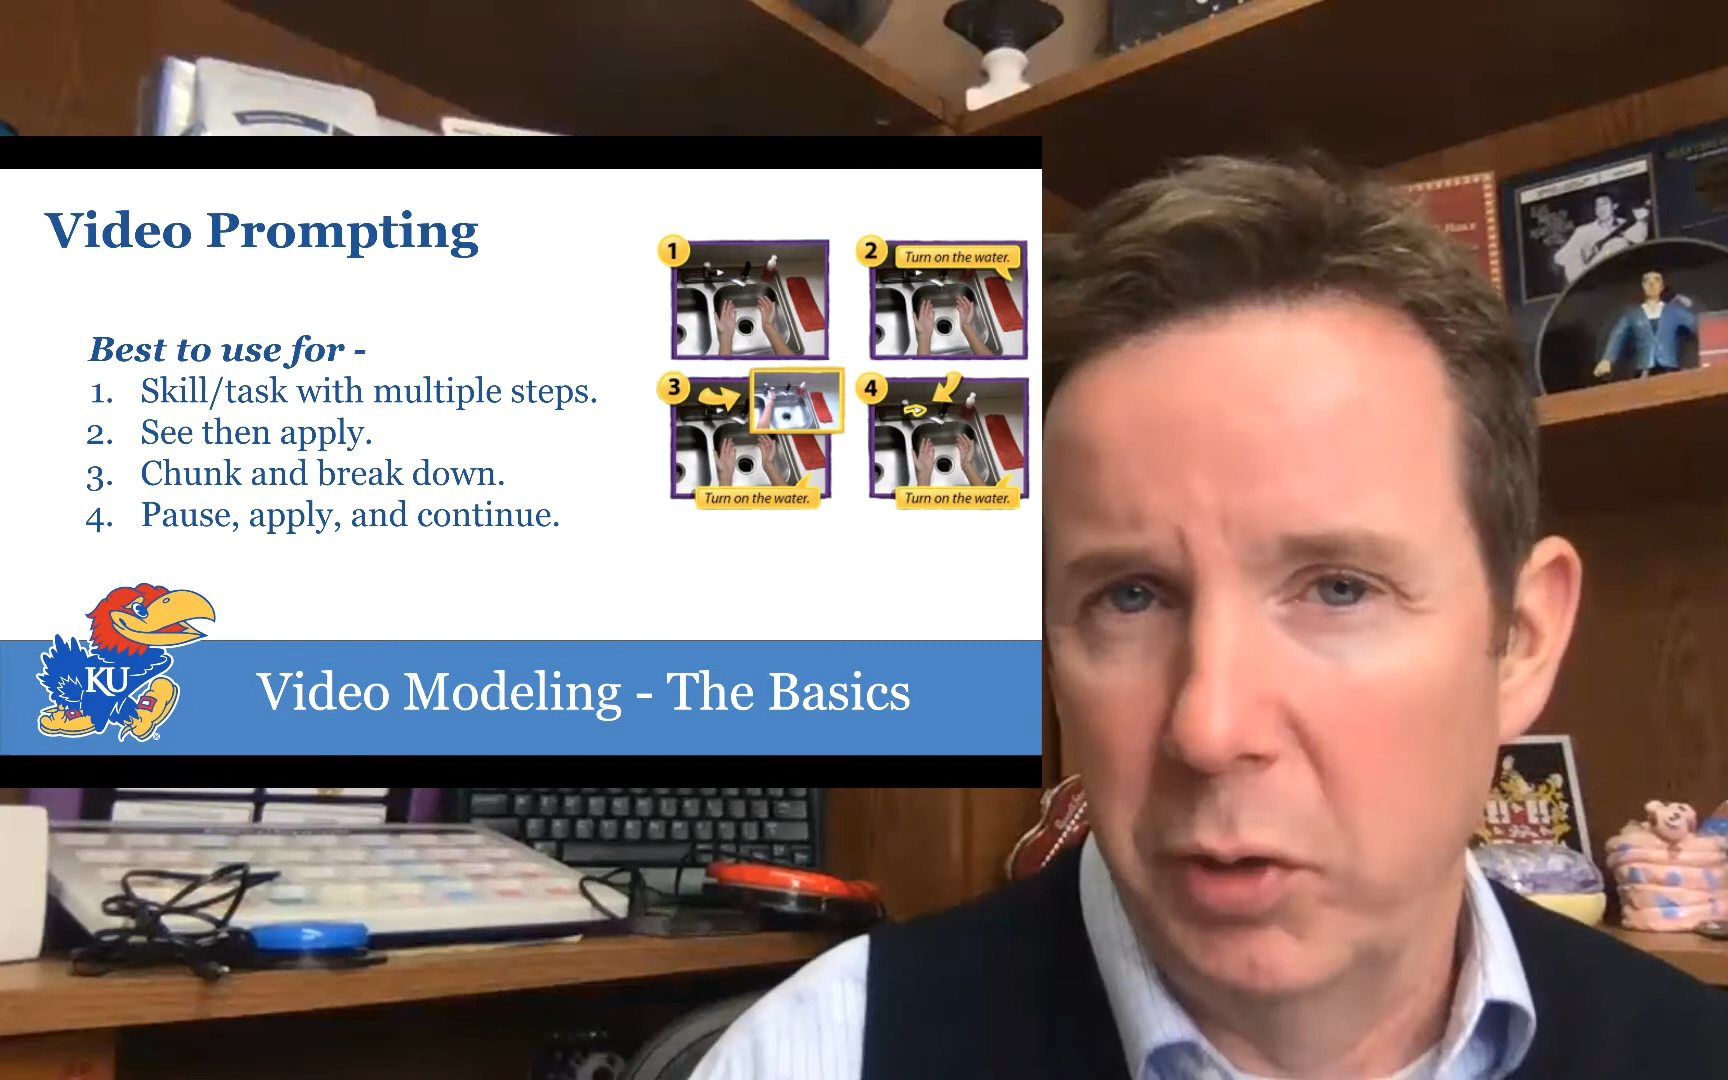 Video Prompting
Best to use for -
1. Skill/task with multiple steps.
2. See then apply.
3. Chunk and break down.
4. Pause, apply, and continue.
1
2
Turn on the water.
3
4
Turn on the water.
Turn on the water.
KU
Video Modeling - The Basics